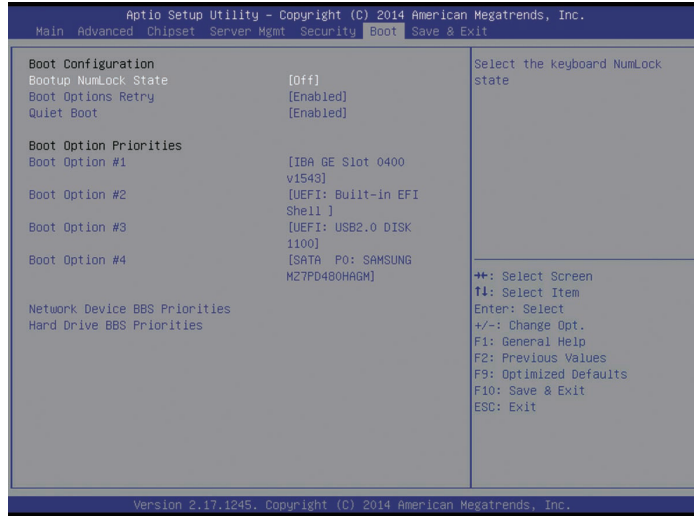 Aptio Setup Utility – Copyright (C) 2014 American Megatrends, Inc.
Main Advanced Chipset Server Mgmt Security Boot Save & Exit
Boot Configuration
Bootup NumLock State [Off]
Boot Options Retry [Enabled]
Quiet Boot [Enabled]
Boot Option Priorities
Boot Option #1 [IBA GE Slot 0400
v1543]
Boot Option #2 [UEFI: Built-in EFI
Shell ]
Boot Option #3 [UEFI: USB2.0 DISK
1100]
Boot Option #4 [SATA P0: SAMSUNG
MZ7PD480HAGM]
Network Device BBS Priorities
Hard Drive BBS Priorities
Select the keyboard NumLock
state
→←: Select Screen
↑↓: Select Item
Enter: Select
+/-: Change Opt.
F1: General Help
F2: Previous Values
F9: Optimized Defaults
F10: Save & Exit
ESC: Exit
Version 2.17.1245. Copyright (C) 2014 American Megatrends, Inc.